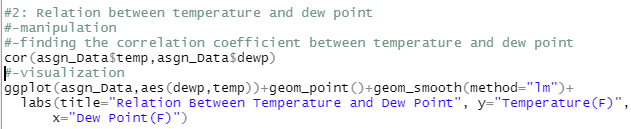 #2: Relation between temperature and dew point
#-manipulation
#-finding the correlation coefficient between temperature and dew point
cor(asgn_Data$temp,asgn_Data$dewp)
#-visualization
ggplot(asgn_Data,aes(dewp,temp))+geom_point()+geom_smooth(method="lm")+
  labs(title="Relation Between Temperature and Dew Point", y="Temperature(F)",
       x="Dew Point(F)")